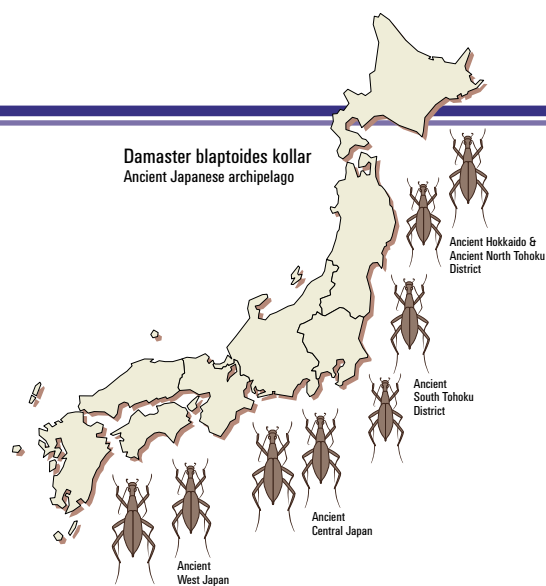 Damaster blaptoides kollar
Ancient Japanese archipelago
Ancient Hokkaido &
Ancient North Tohoku
District
Ancient
South Tohoku
District
Ancient
Central Japan
Ancient
West Japan